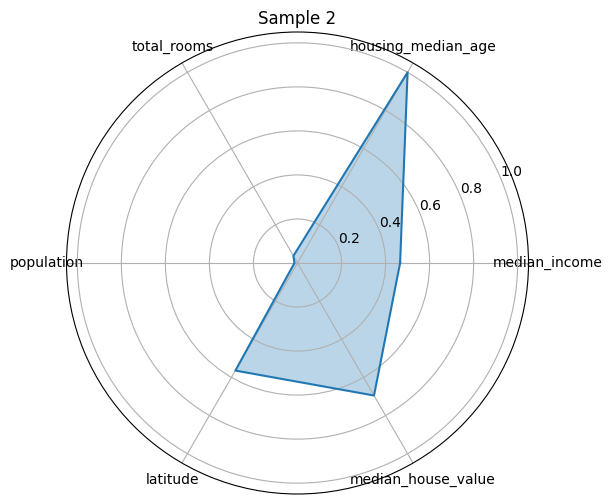 Sample 2
total_rooms
housing_median_age
1.0
0.8
0.6
0.4
0.2
population
median_income
latitude
median_house_value